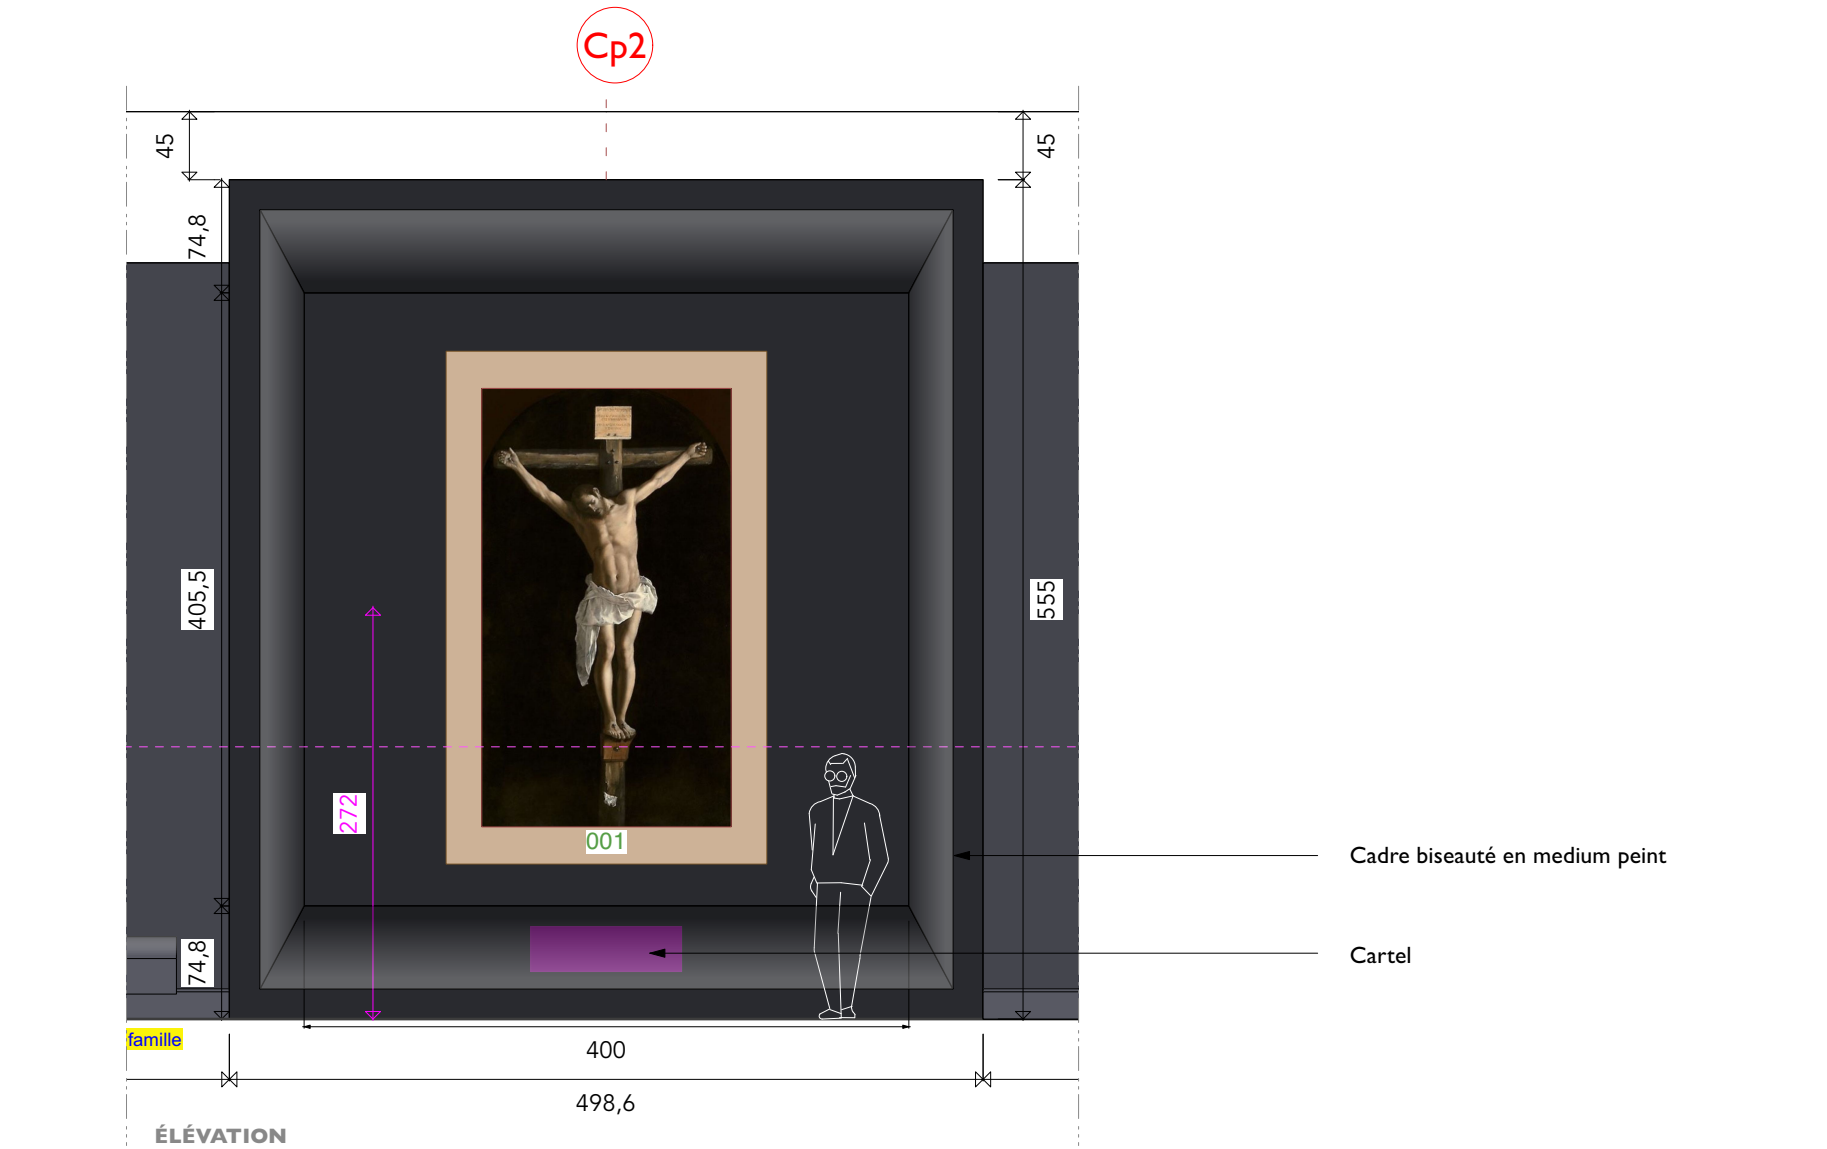 Cp2
45
45
74,8
405,5
555
272
001
Cadre biseauté en medium peint
74,8
Cartel
famille
400
498,6
ÉLÉVATION